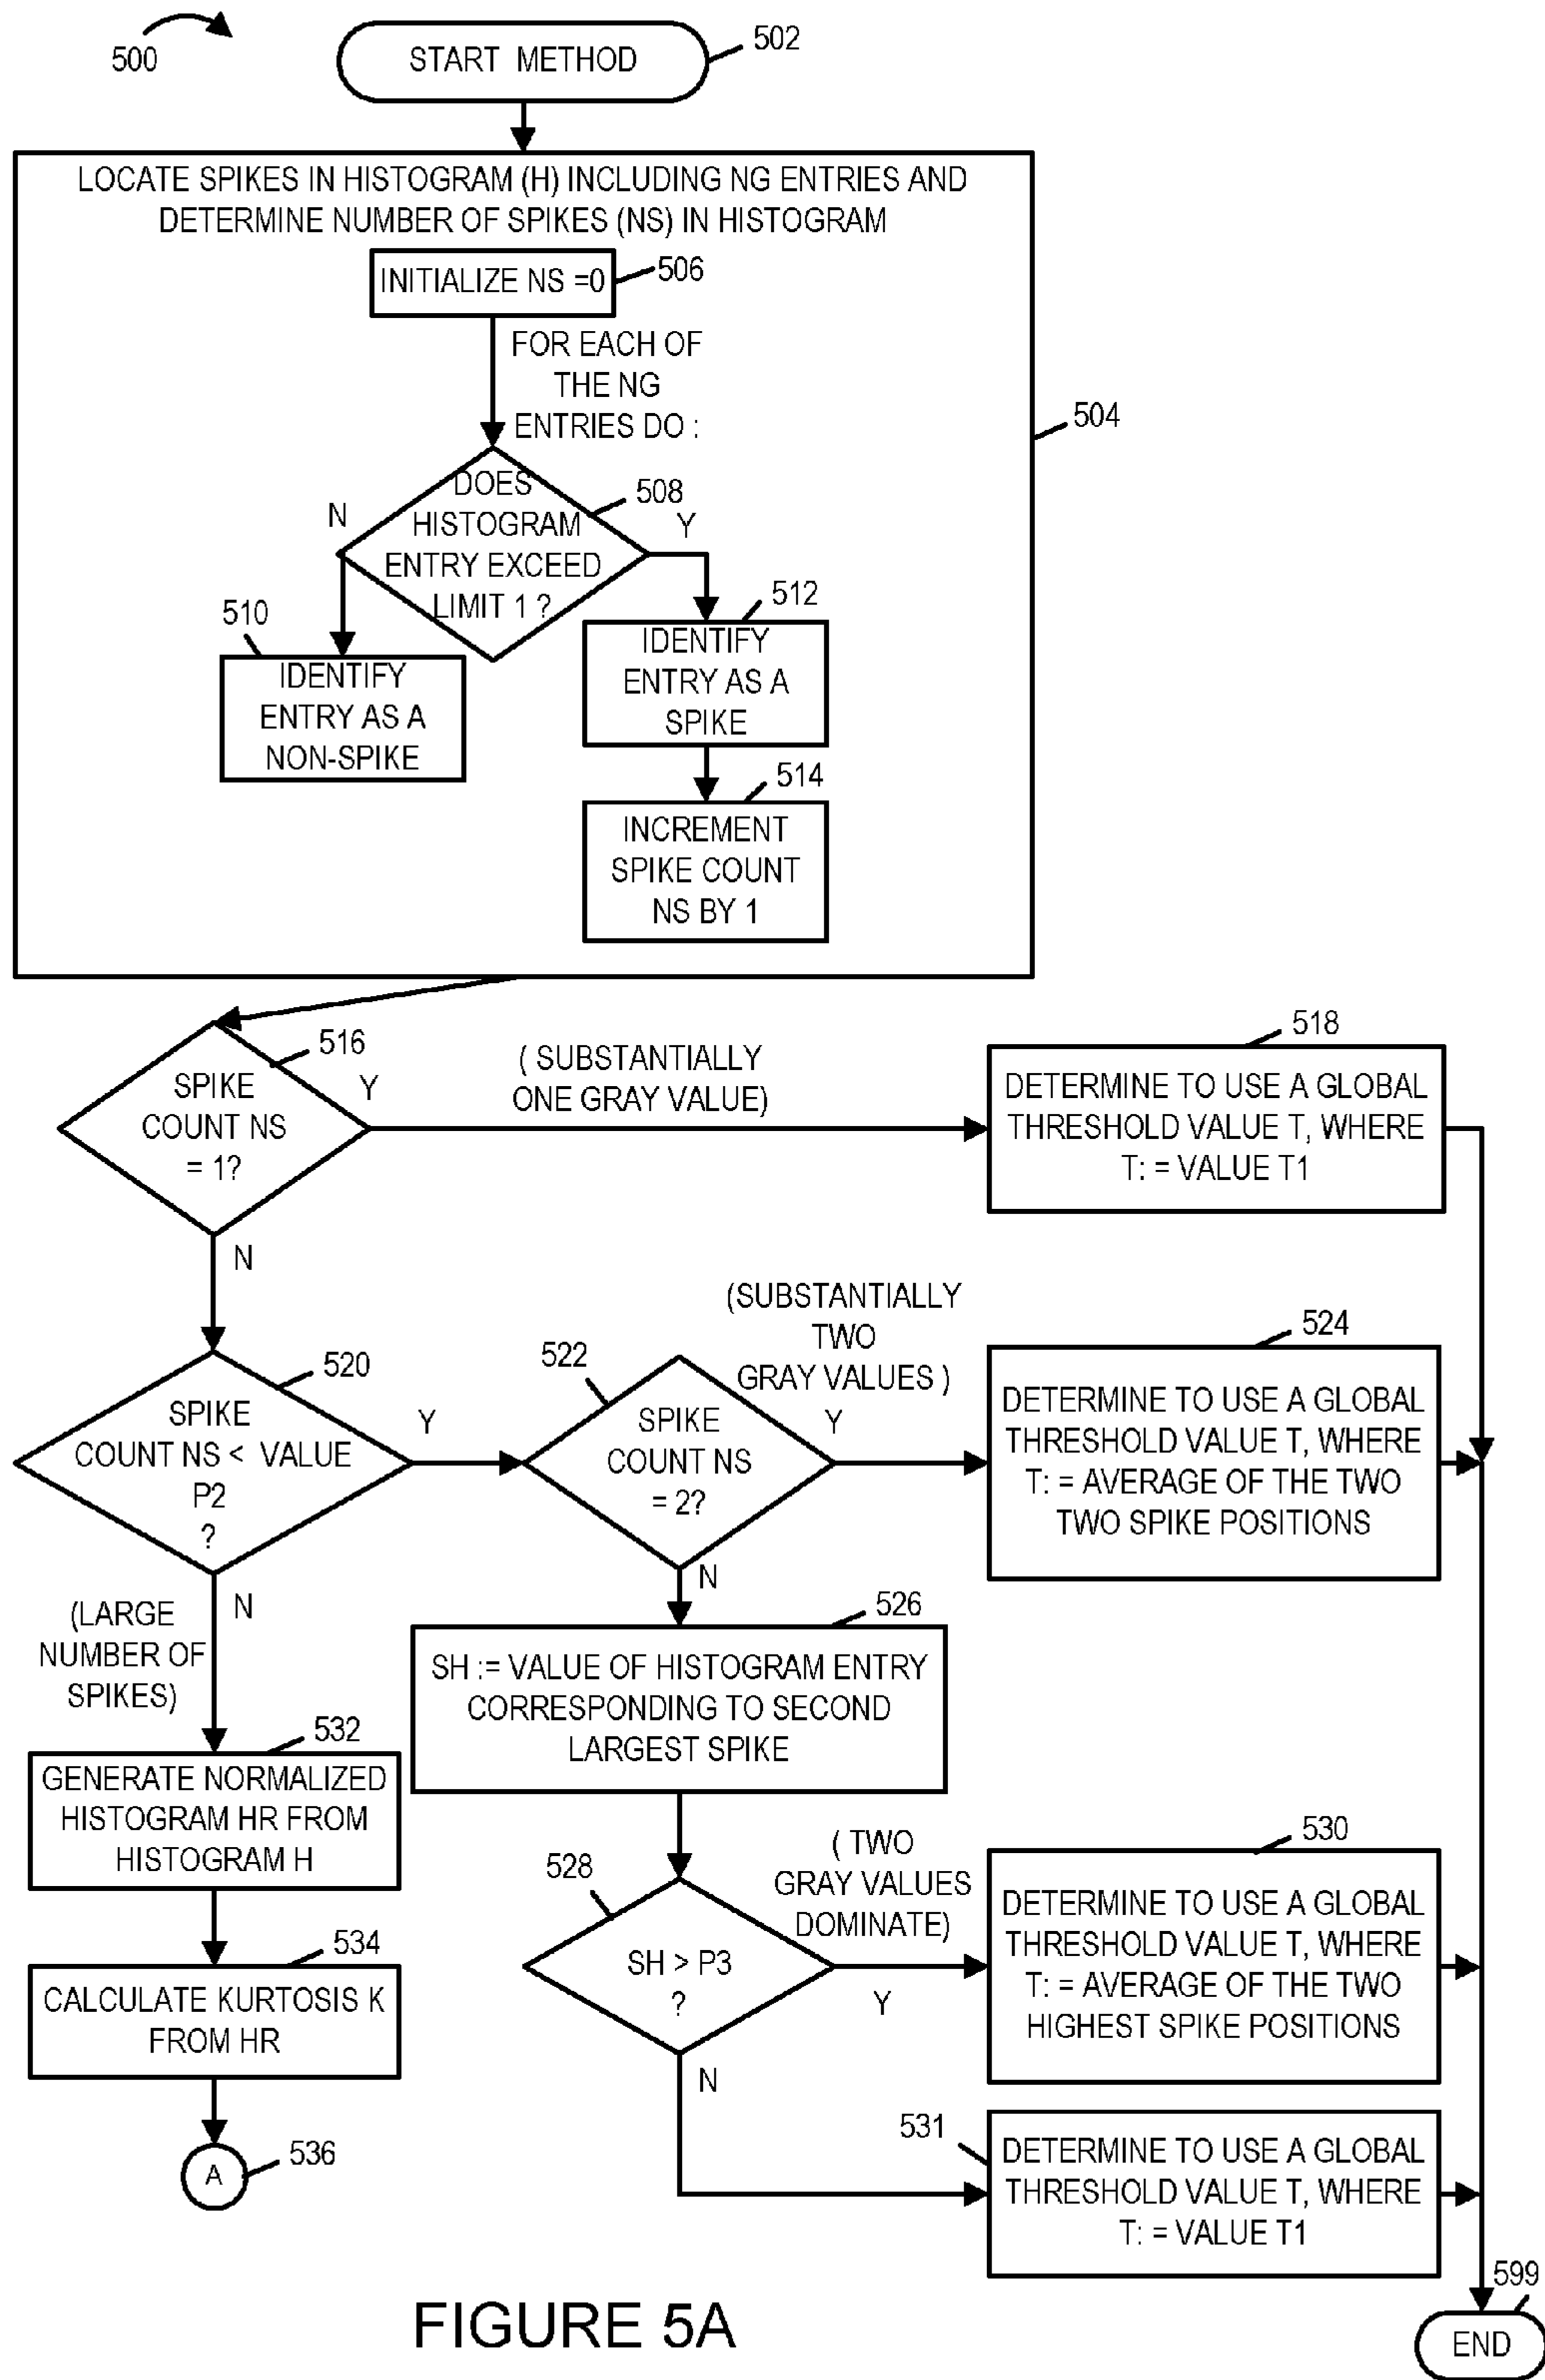 500
START METHOD
502
LOCATE SPIKES IN HISTOGRAM (H) INCLUDING NG ENTRIES AND
DETERMINE NUMBER OF SPIKES (NS) IN HISTOGRAM
INITIALIZE NS =0
506
FOR EACH OF
THE NG
ENTRIES DO :
504
DOES
HISTOGRAM
ENTRY EXCEED
LIMIT 1 ?
508
N
Y
510
IDENTIFY
ENTRY AS A
NON-SPIKE
512
IDENTIFY
ENTRY AS A
SPIKE
514
INCREMENT
SPIKE COUNT
NS BY 1
516
SPIKE
COUNT NS
= 1?
Y
( SUBSTANTIALLY
ONE GRAY VALUE)
518
DETERMINE TO USE A GLOBAL
THRESHOLD VALUE T, WHERE
T: = VALUE T1
N
520
SPIKE
COUNT NS < VALUE
P2
?
Y
522
SPIKE
COUNT NS
= 2?
(SUBSTANTIALLY
TWO
GRAY VALUES )
Y
524
DETERMINE TO USE A GLOBAL
THRESHOLD VALUE T, WHERE
T: = AVERAGE OF THE TWO
TWO SPIKE POSITIONS
N
(LARGE
NUMBER OF
SPIKES)
N
526
SH := VALUE OF HISTOGRAM ENTRY
CORRESPONDING TO SECOND
LARGEST SPIKE
532
GENERATE NORMALIZED
HISTOGRAM HR FROM
HISTOGRAM H
528
SH > P3
?
( TWO
GRAY VALUES
DOMINATE)
Y
530
DETERMINE TO USE A GLOBAL
THRESHOLD VALUE T, WHERE
T: = AVERAGE OF THE TWO
HIGHEST SPIKE POSITIONS
534
CALCULATE KURTOSIS K
FROM HR
N
531
DETERMINE TO USE A GLOBAL
THRESHOLD VALUE T, WHERE
T: = VALUE T1
A
536
599
END
FIGURE 5A